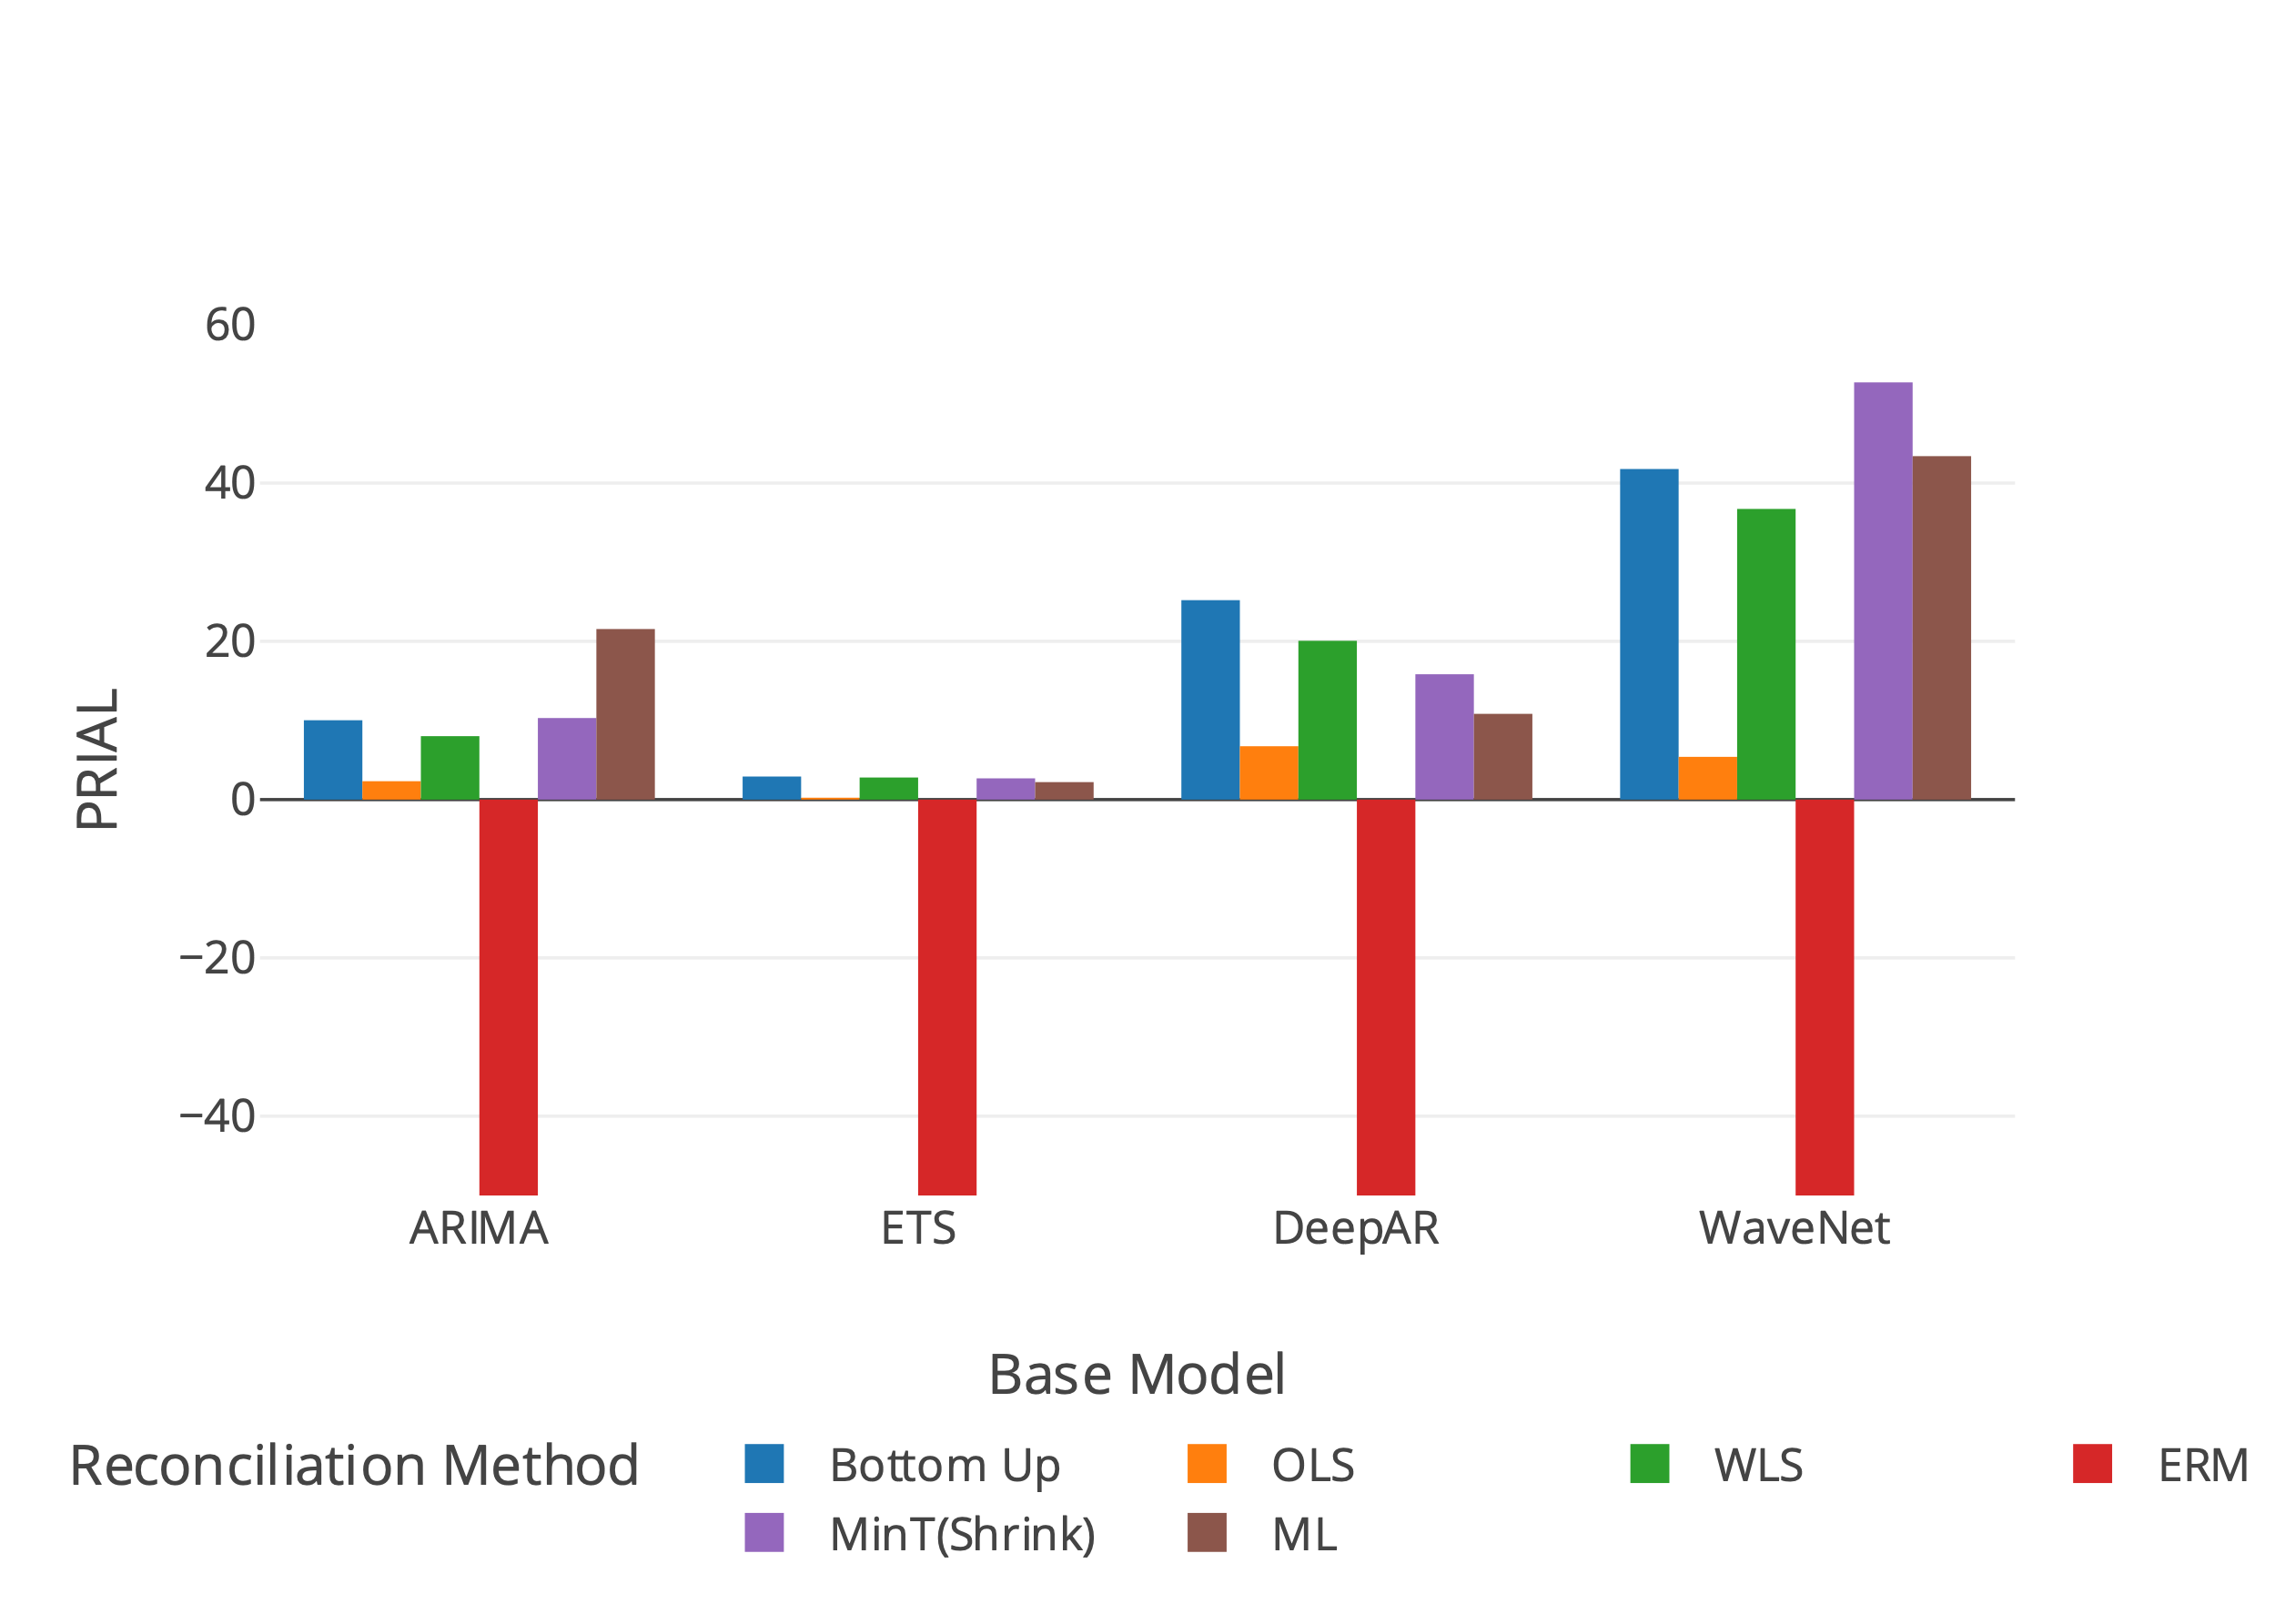 60
40
20
0
−20
−40
PRIAL
ARIMA ETS DeepAR WaveNet
Base Model
Reconciliation Method Bottom Up OLS WLS ERM
MinT(Shrink) ML